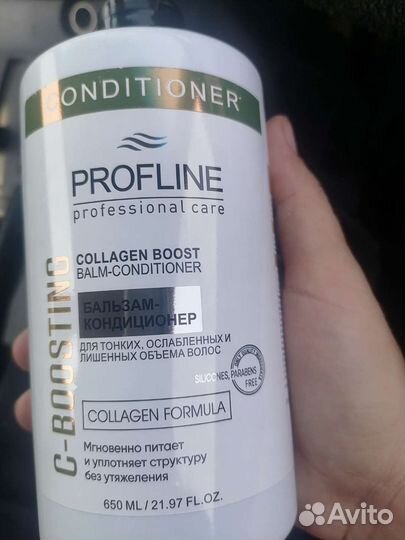 CONDITIONER
PROFLINE
professional care
C-BOOSTING
COLLAGEN BOOST
BALM-CONDITIONER
БАЛЬЗАМ-
КОНДИЦИОНЕР
ДЛЯ ТОНКИХ, ОСЛАБЛЕННЫХ И
ЛИШЕННЫХ ОБЪЕМА ВОЛОС
SILICONES, PARABENS
FREE
COLLAGEN FORMULA
Мгновенно питает
и уплотняет структуру
без утяжеления
650 ML / 21.97 FL.OZ.
Avito